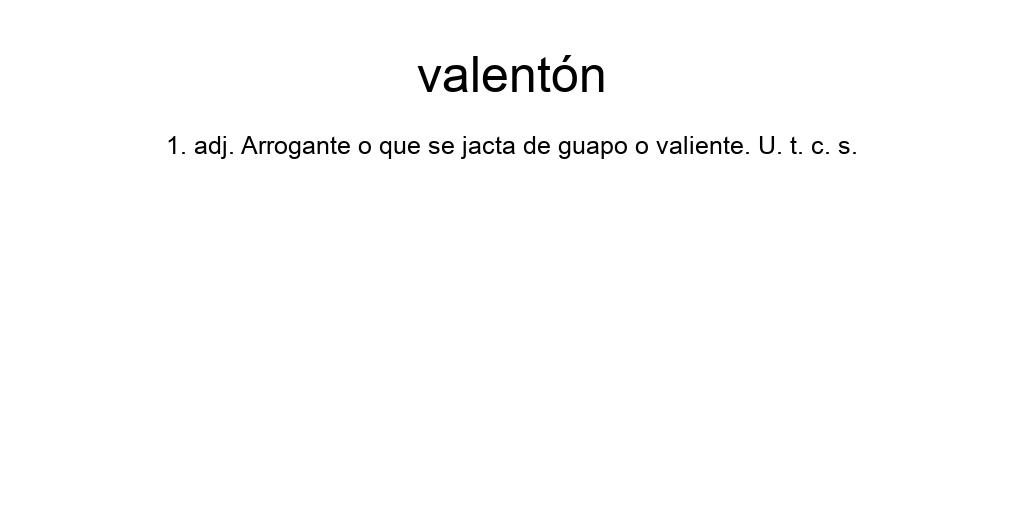 valentón
1. adj. Arrogante o que se jacta de guapo o valiente. U. t. c. s.